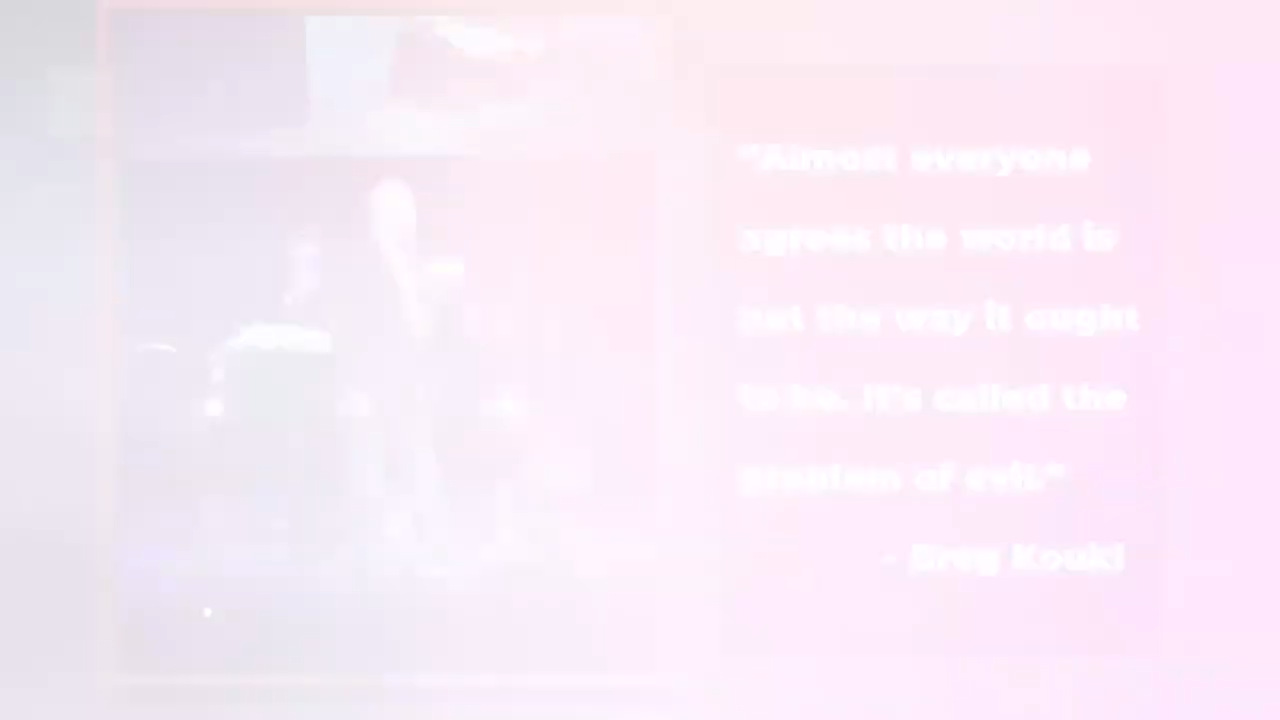 "Almost everyone
agrees the world is
not the way it ought
to be. It's called the
problem of evil."
- Greg Koukl